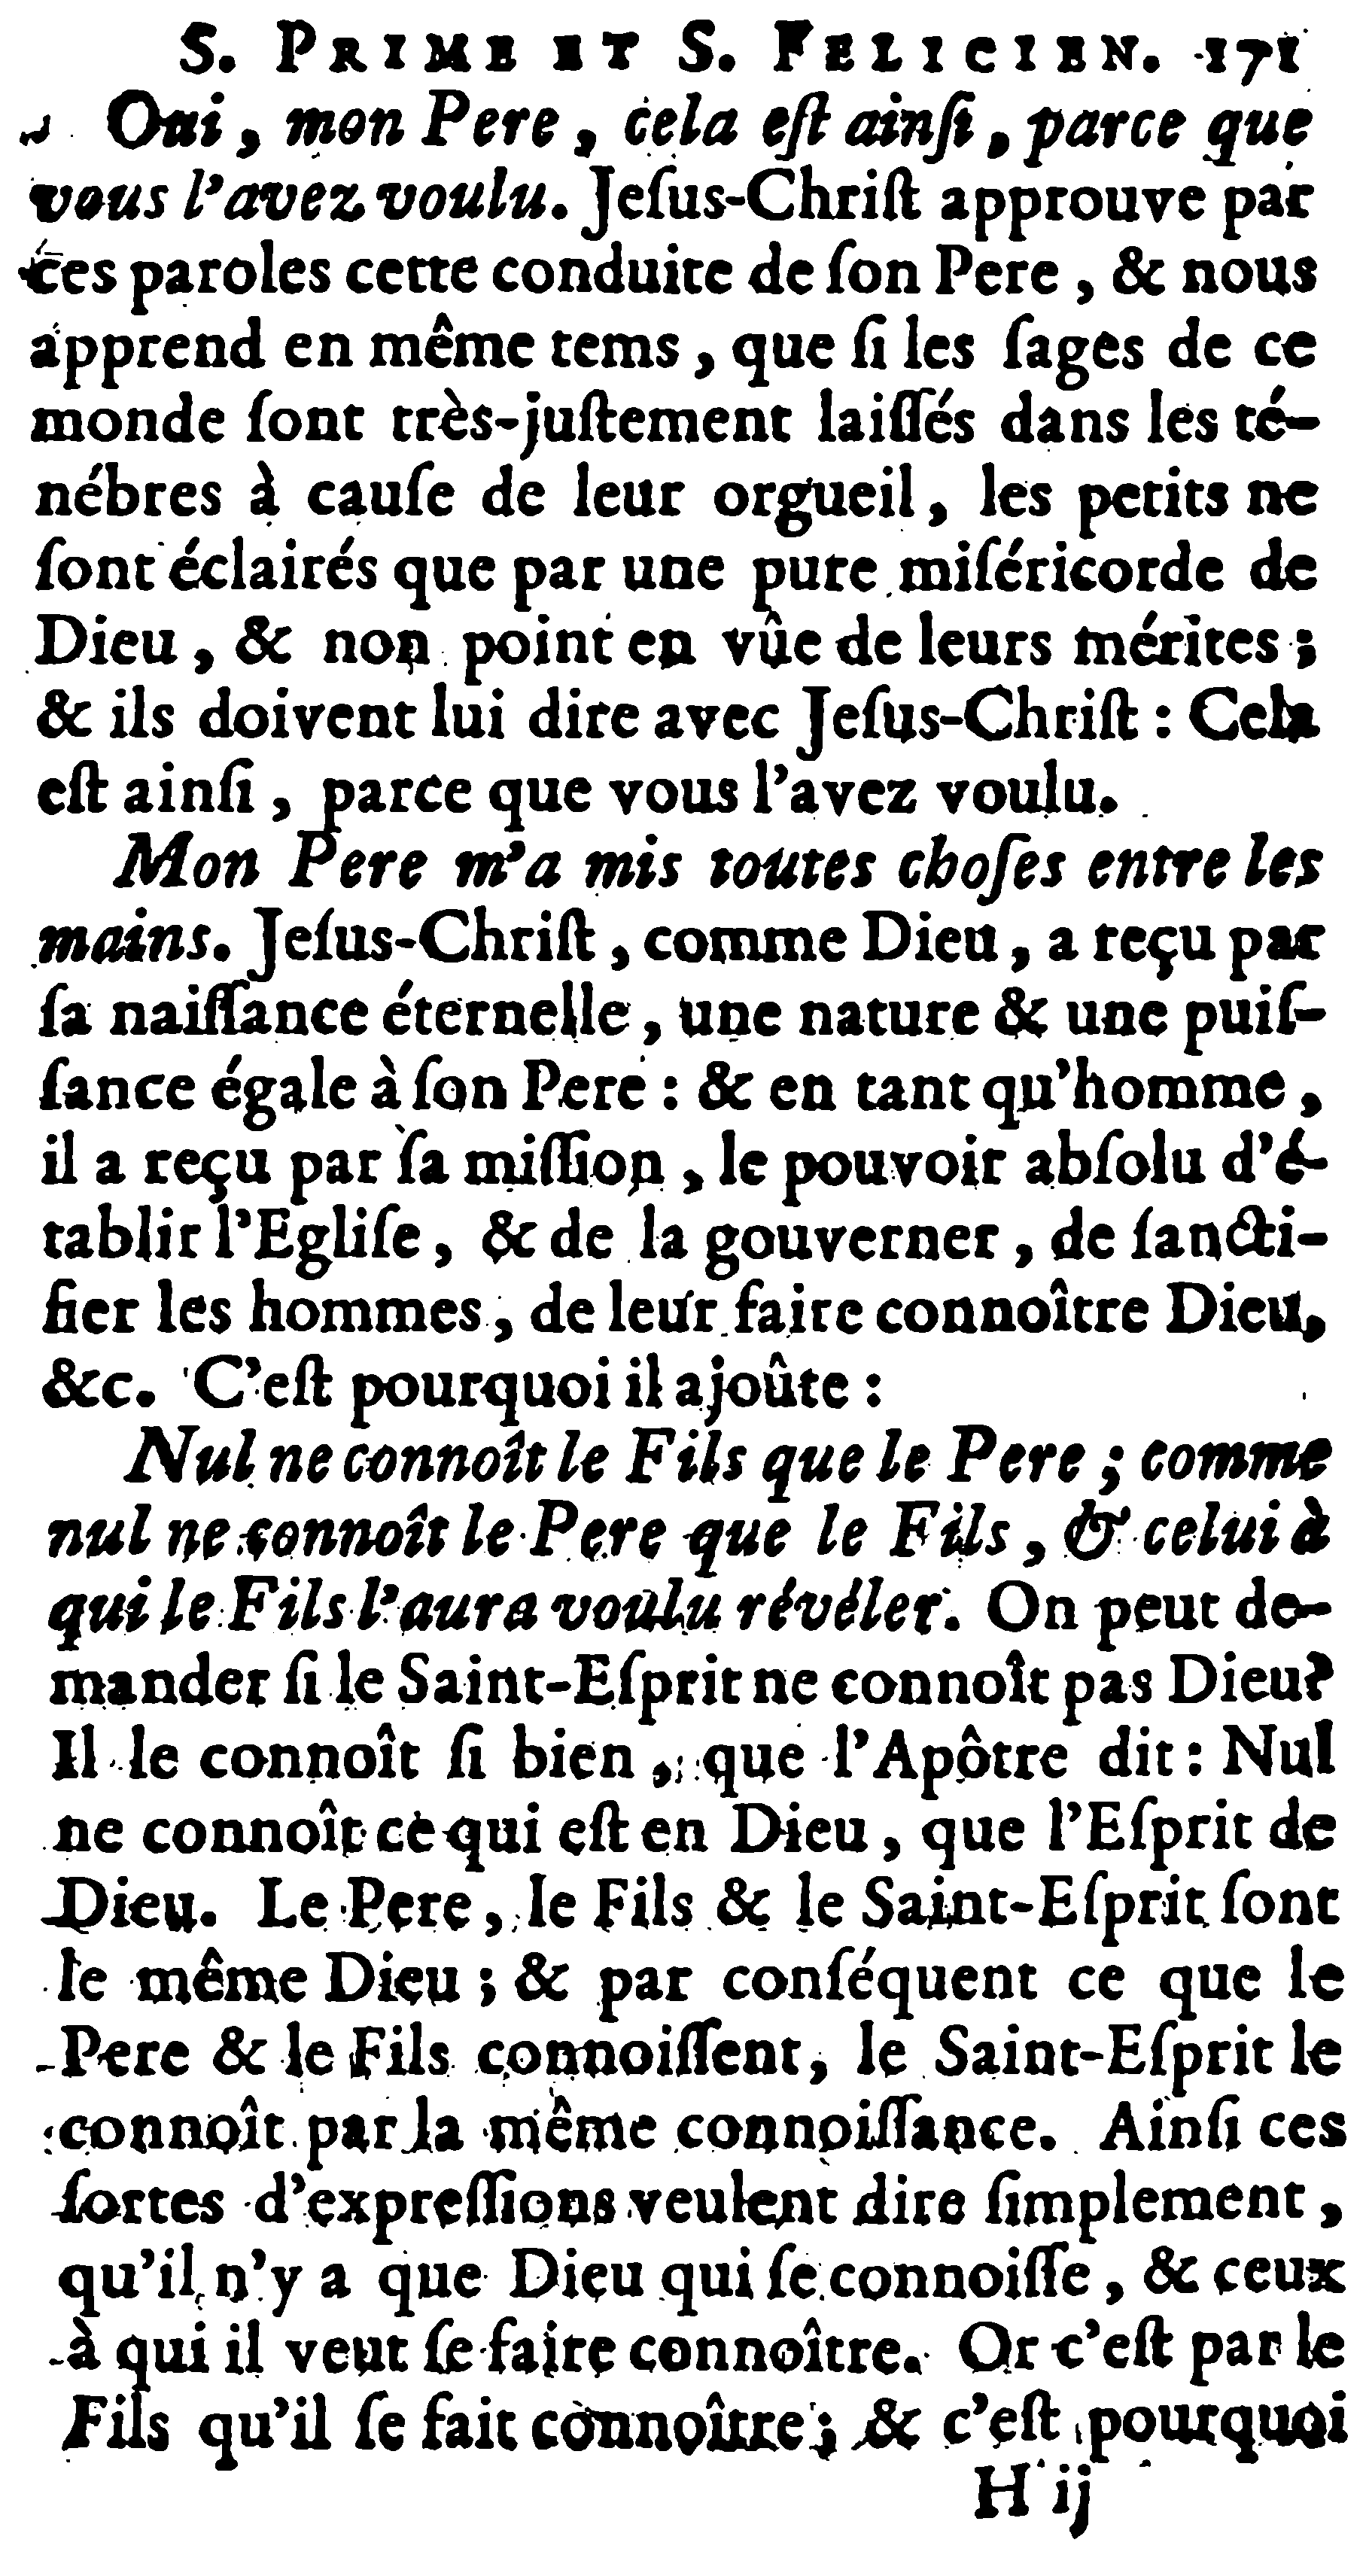 S. PRIME ET S. FELICIEN. 171
Oui, mon Pere, cela eſt ainſi, parce que
vous l'avez voulu. Jeſus-Chriſt approuve par
ces paroles cette conduite de ſon Pere, & nous
apprend en même tems, que ſi les ſages de ce
monde ſont très-juſtement laiſſés dans les té-
nébres à cauſe de leur orgueil, les petits ne
ſont éclairés que par une pure miſéricorde de
Dieu, & non point en vûe de leurs mérites;
& ils doivent lui dire avec Jeſus-Chriſt : Cela
eſt ainſi, parce que vous l'avez voulu.
Mon Pere m'a mis toutes choſes entre les
mains. Jeſus-Chriſt, comme Dieu, a reçu par
ſa naiſſance éternelle, une nature & une puiſ-
ſance égale à ſon Pere : & en tant qu'homme,
il a reçu par ſa miſſion, le pouvoir abſolu d'é-
tablir l'Egliſe, & de la gouverner, de ſancti-
fier les hommes, de leur faire connoître Dieu,
&c. C'eſt pourquoi il ajoûte :
Nul ne connoît le Fils que le Pere; comme
nul ne connoît le Pere que le Fils, & celui à
qui le Fils l'aura voulu révéler. On peut de-
mander ſi le Saint-Eſprit ne connoît pas Dieu?
Il le connoît ſi bien, que l'Apôtre dit : Nul
ne connoît ce qui eſt en Dieu, que l'Eſprit de
Dieu. Le Pere, le Fils & le Saint-Eſprit ſont
le même Dieu; & par conſéquent ce que le
Pere & le Fils connoiſſent, le Saint-Eſprit le
connoît par la même connoiſſance. Ainſi ces
ſortes d'expreſſions veulent dire ſimplement,
qu'il n'y a que Dieu qui ſe connoiſſe, & ceux
à qui il veut ſe faire connoître. Or c'eſt par le
Fils qu'il ſe fait connoître; & c'eſt pourquoi
H ij